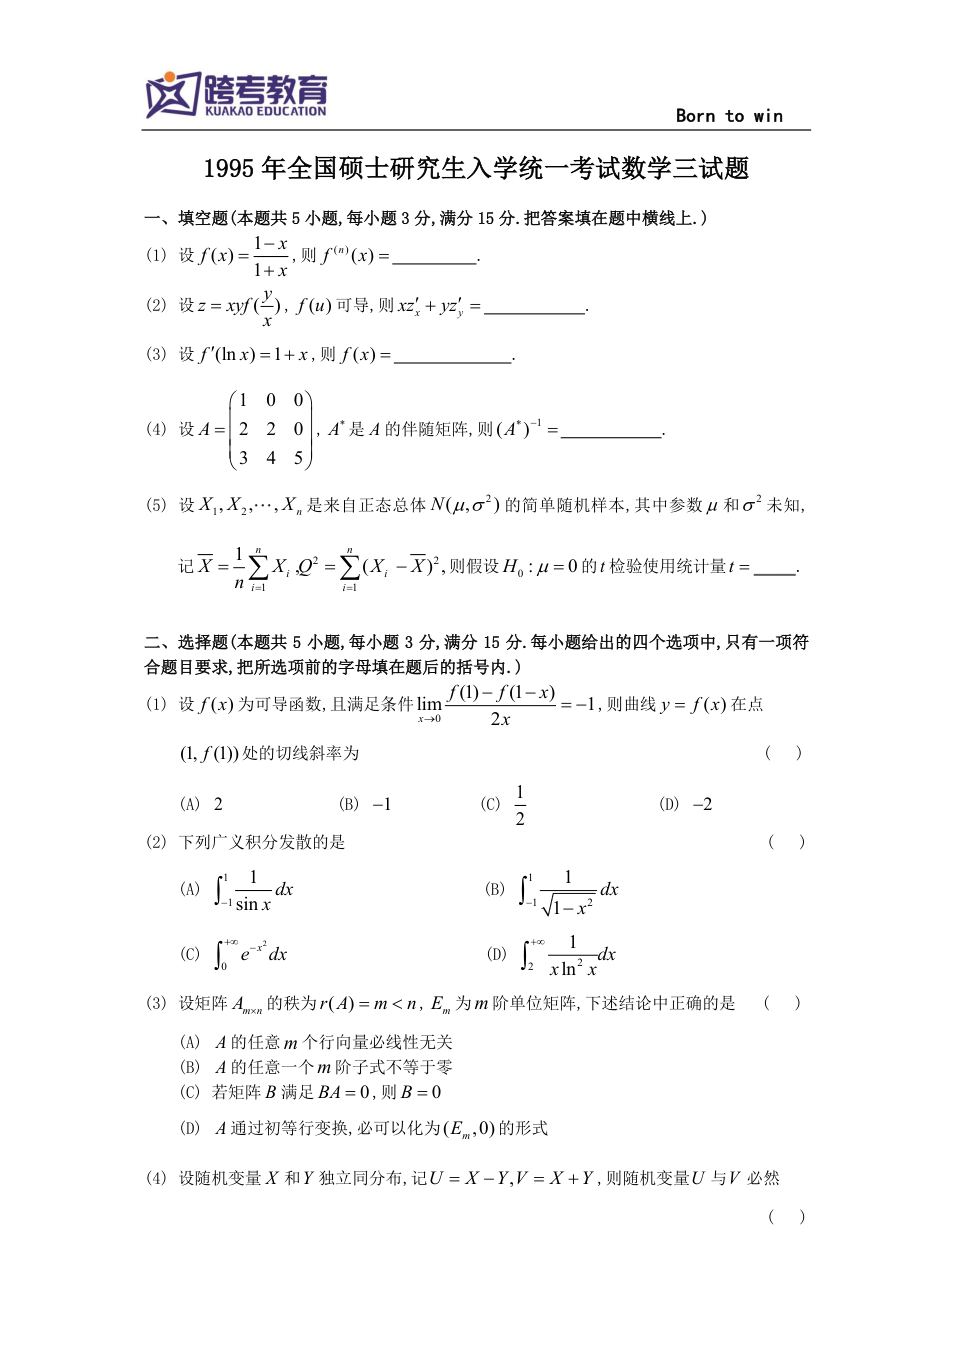 跨考教育
KUAKAO EDUCATION
Born to win
1995 年全国硕士研究生入学统一考试数学三试题
一、填空题(本题共 5 小题,每小题 3 分,满分 15 分.把答案填在题中横线上.)
(1) 设 f(x) = (1−x)/(1+x) ,则 f⁽ⁿ⁾(x) = ________ .
(2) 设 z = xyf(y/x) , f(u) 可导,则 xz′ₓ + yz′_y = ________ .
(3) 设 f′(ln x) = 1 + x ,则 f(x) = ________ .
(4) 设 A = (1 0 0; 2 2 0; 3 4 5) , A* 是 A 的伴随矩阵,则 (A*)⁻¹ = ________ .
(5) 设 X₁, X₂, ⋯, Xₙ 是来自正态总体 N(μ, σ²) 的简单随机样本,其中参数 μ 和 σ² 未知,
记 X̄ = (1/n) ∑_{i=1}^{n} Xᵢ ,Q² = ∑_{i=1}^{n} (Xᵢ − X̄)² ,则假设 H₀ : μ = 0 的 t 检验使用统计量 t = _____ .
二、选择题(本题共 5 小题,每小题 3 分,满分 15 分.每小题给出的四个选项中,只有一项符
合题目要求,把所选项前的字母填在题后的括号内.)
(1) 设 f(x) 为可导函数,且满足条件 lim_{x→0} (f(1) − f(1−x))/(2x) = −1 ,则曲线 y = f(x) 在点
(1, f(1)) 处的切线斜率为 ( )
(A) 2 (B) −1 (C) 1/2 (D) −2
(2) 下列广义积分发散的是 ( )
(A) ∫_{−1}^{1} (1/sin x) dx (B) ∫_{−1}^{1} (1/√(1−x²)) dx
(C) ∫_{0}^{+∞} e^{−x²} dx (D) ∫_{2}^{+∞} (1/(x ln² x)) dx
(3) 设矩阵 A_{m×n} 的秩为 r(A) = m < n , E_m 为 m 阶单位矩阵,下述结论中正确的是 ( )
(A) A 的任意 m 个行向量必线性无关
(B) A 的任意一个 m 阶子式不等于零
(C) 若矩阵 B 满足 BA = 0 ,则 B = 0
(D) A 通过初等行变换,必可以化为 (E_m ,0) 的形式
(4) 设随机变量 X 和 Y 独立同分布,记 U = X − Y ,V = X + Y ,则随机变量 U 与 V 必然
( )